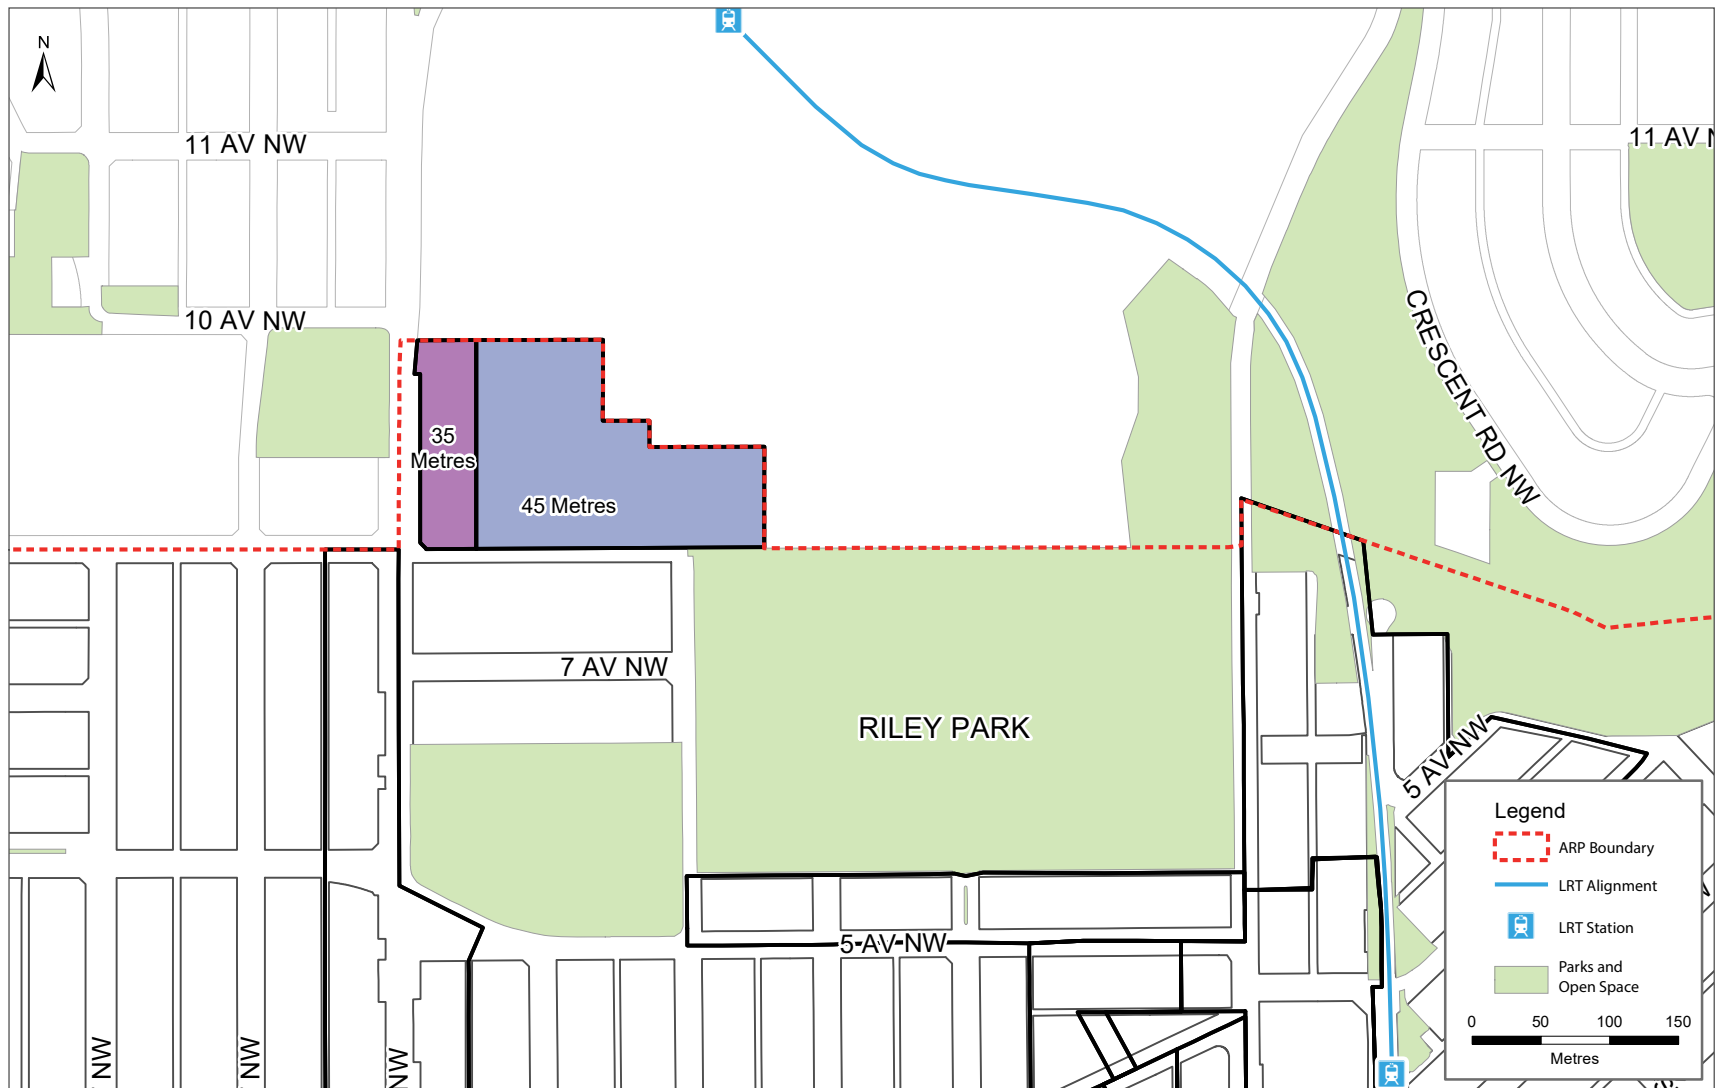 N
11 AV NW
11 AV N
10 AV NW
CRESCENT RD NW
35
Metres
45 Metres
7 AV NW
RILEY PARK
5 AV NW
5 AV NW
NW
NW
NW
Legend
ARP Boundary
LRT Alignment
LRT Station
Parks and
Open Space
0 50 100 150
Metres